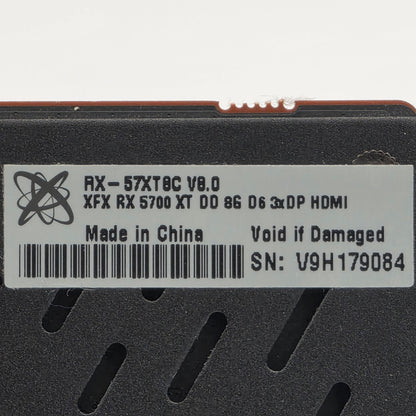 RX-57XT8C V8.0
XFX RX 5700 XT DD 8G D6 3xDP HDMI
Made in China Void if Damaged
SN: V9H179084